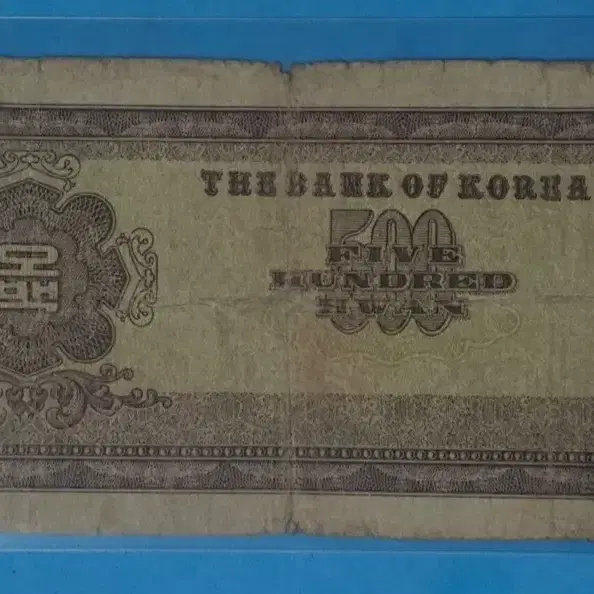 THE BANK OF KOREA
500
FIVE
HUNDRED
HWAN